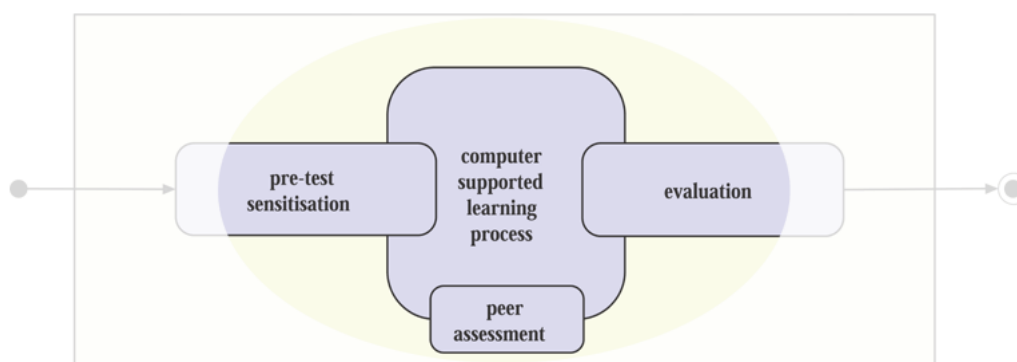 pre-test
sensitisation
computer
supported
learning
process
evaluation
peer
assessment